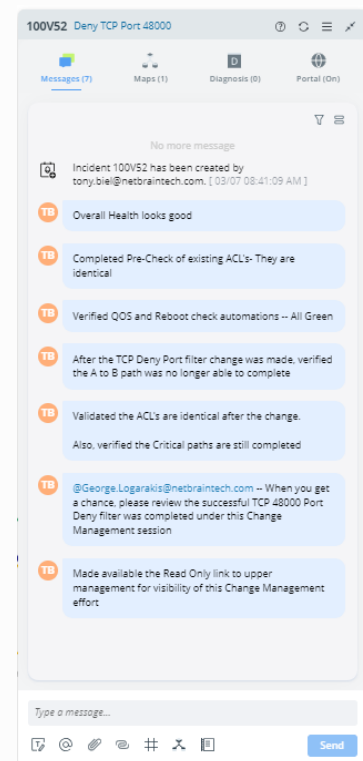 100V52 Deny TCP Port 48000
Messages (7) Maps (1) Diagnosis (0) Portal (On)
No more message
Incident 100V52 has been created by
tony.biel@netbraintech.com. [ 03/07 08:41:09 AM ]
TB Overall Health looks good
TB Completed Pre-Check of existing ACL's- They are
identical
TB Verified QOS and Reboot check automations -- All Green
TB After the TCP Deny Port filter change was made, verified
the A to B path was no longer able to complete
TB Validated the ACL's are identical after the change.
Also, verified the Critical paths are still completed
TB @George.Logarakis@netbraintech.com -- When you get
a chance, please review the successful TCP 48000 Port
Deny filter was completed under this Change
Management session
TB Made available the Read Only link to upper
management for visibility of this Change Management
effort
Type a message...
Send